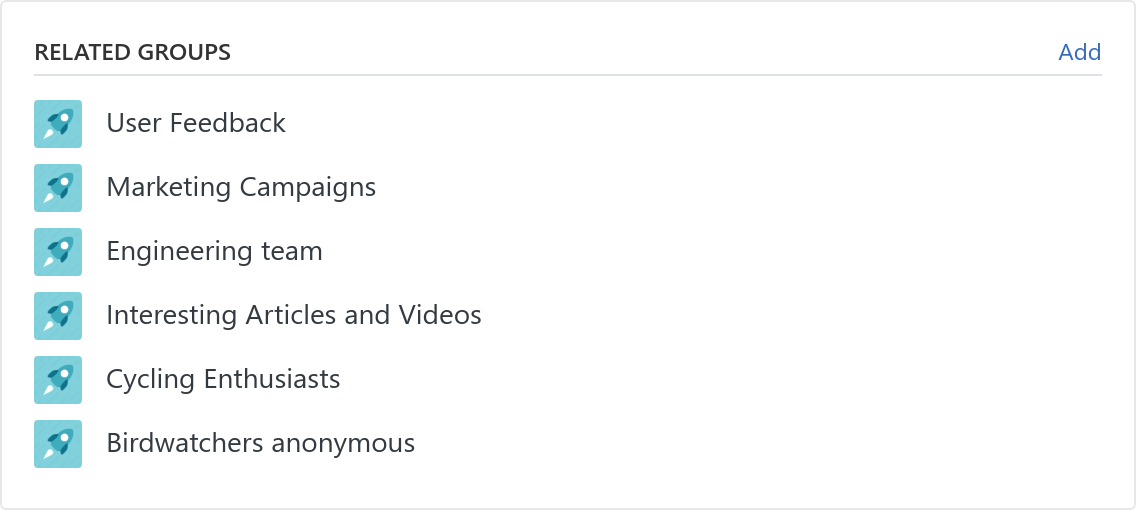 RELATED GROUPS Add
User Feedback
Marketing Campaigns
Engineering team
Interesting Articles and Videos
Cycling Enthusiasts
Birdwatchers anonymous